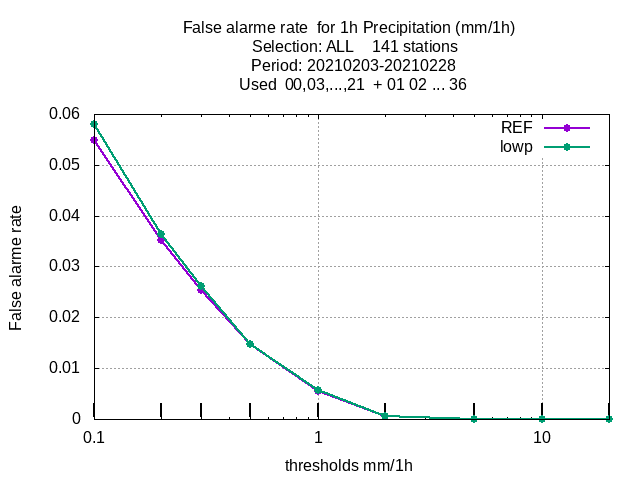 False alarme rate  for 1h Precipitation (mm/1h)
Selection: ALL    141 stations
Period: 20210203-20210228
Used  00,03,...,21  + 01 02 ... 36
REF
lowp
False alarme rate
0.06
0.05
0.04
0.03
0.02
0.01
0
0.1
1
10
thresholds mm/1h